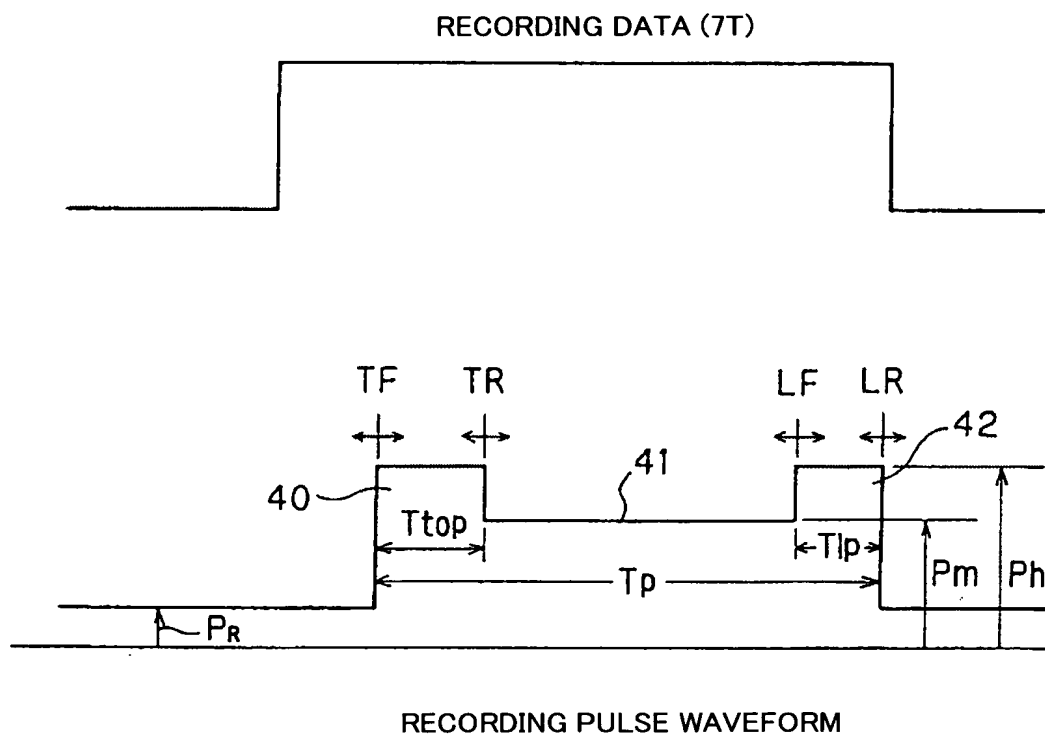 RECORDING DATA (7T)
TF TR LF LR
40 41 42
Ttop Tlp
Tp Pm Ph
PR
RECORDING PULSE WAVEFORM